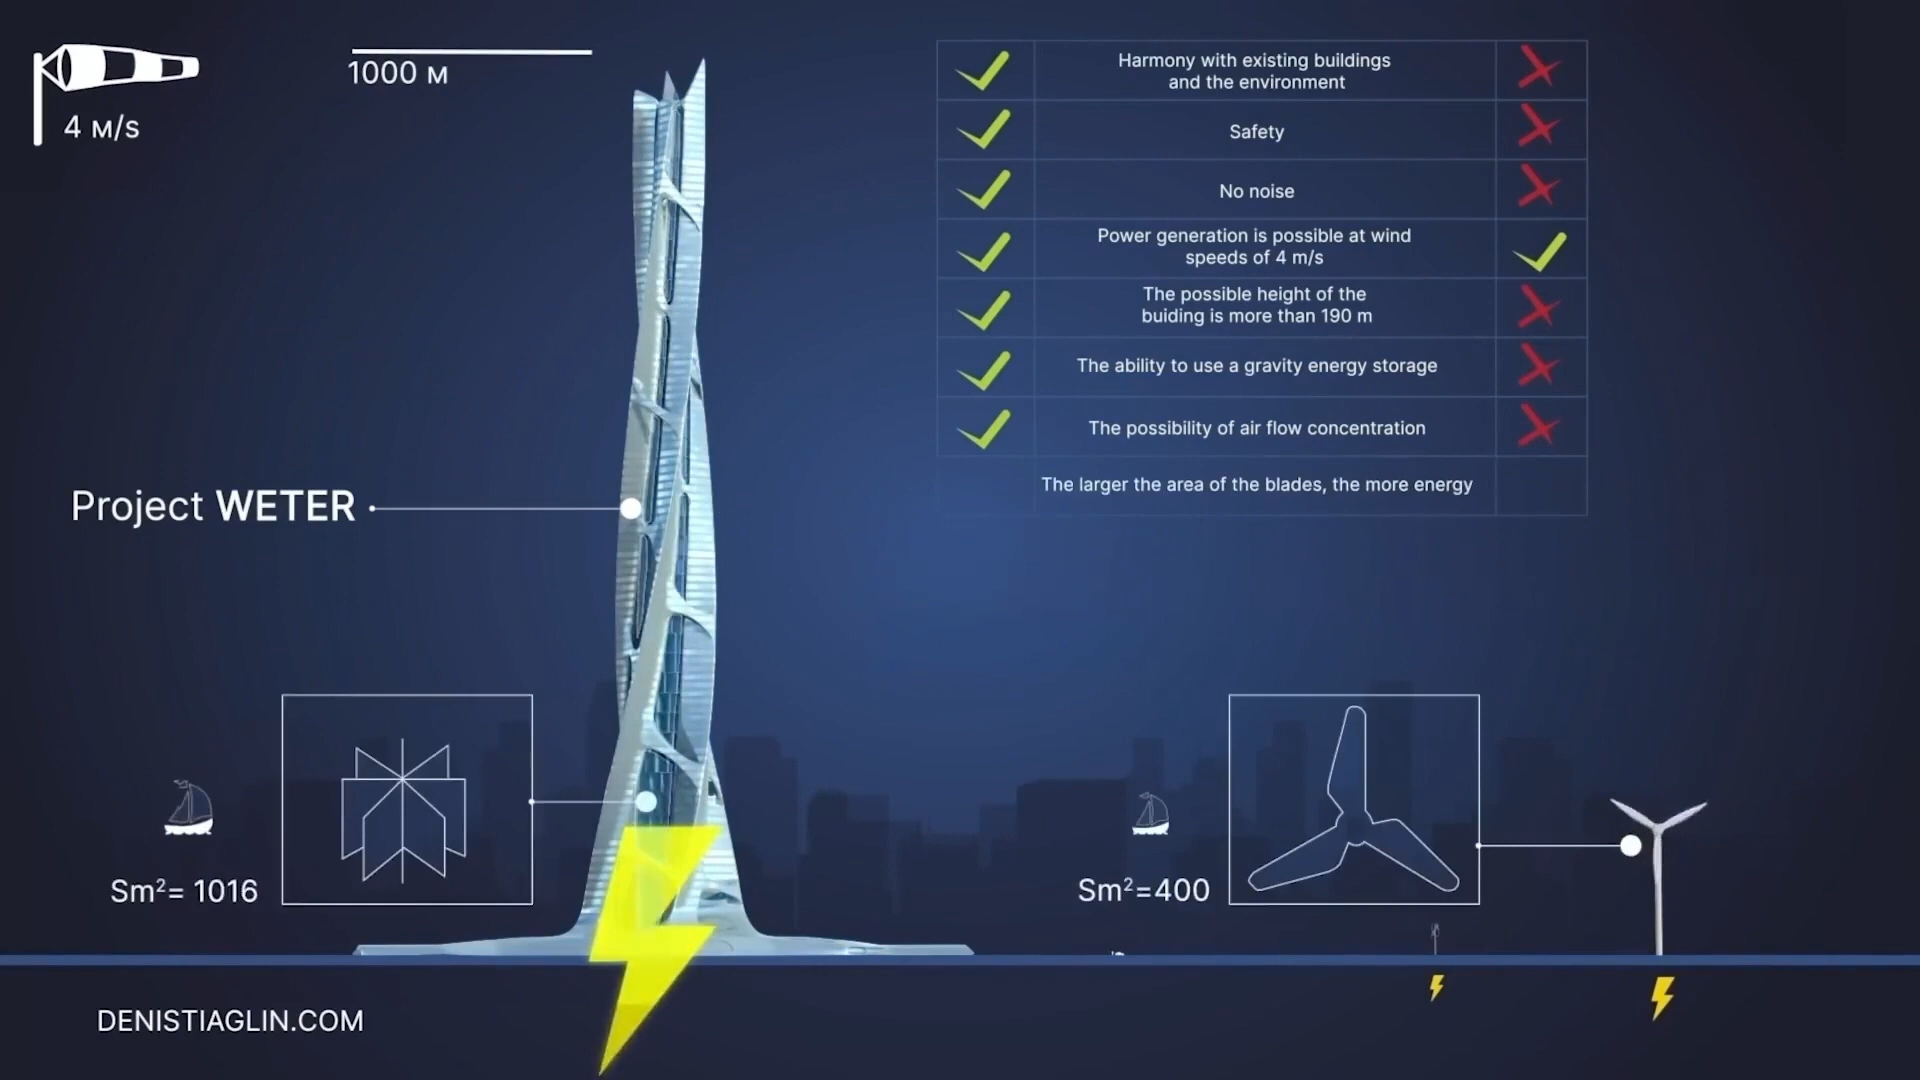 4 м/s
1000 м
Harmony with existing buildings
and the environment
Safety
No noise
Power generation is possible at wind
speeds of 4 m/s
The possible height of the
buiding is more than 190 m
The ability to use a gravity energy storage
The possibility of air flow concentration
The larger the area of the blades, the more energy
Project WETER
Sm²= 1016
Sm²=400
DENISTIAGLIN.COM